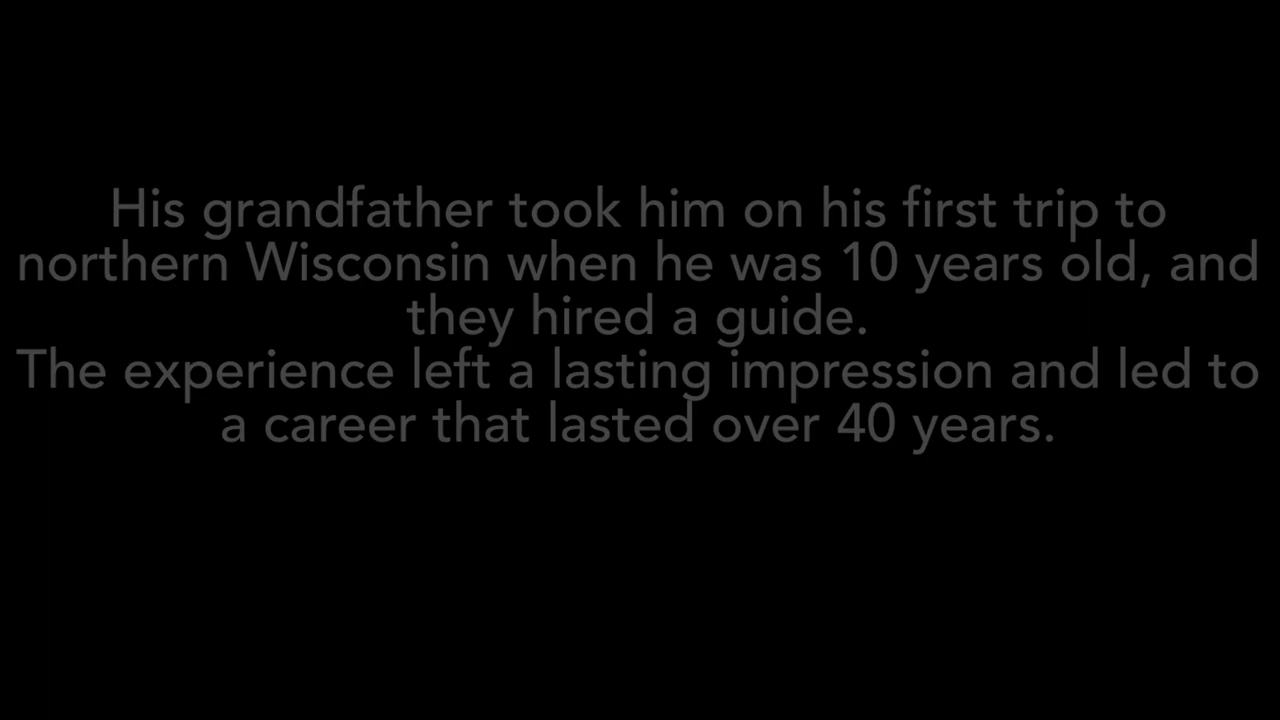 His grandfather took him on his first trip to
northern Wisconsin when he was 10 years old, and
they hired a guide.
The experience left a lasting impression and led to
a career that lasted over 40 years.